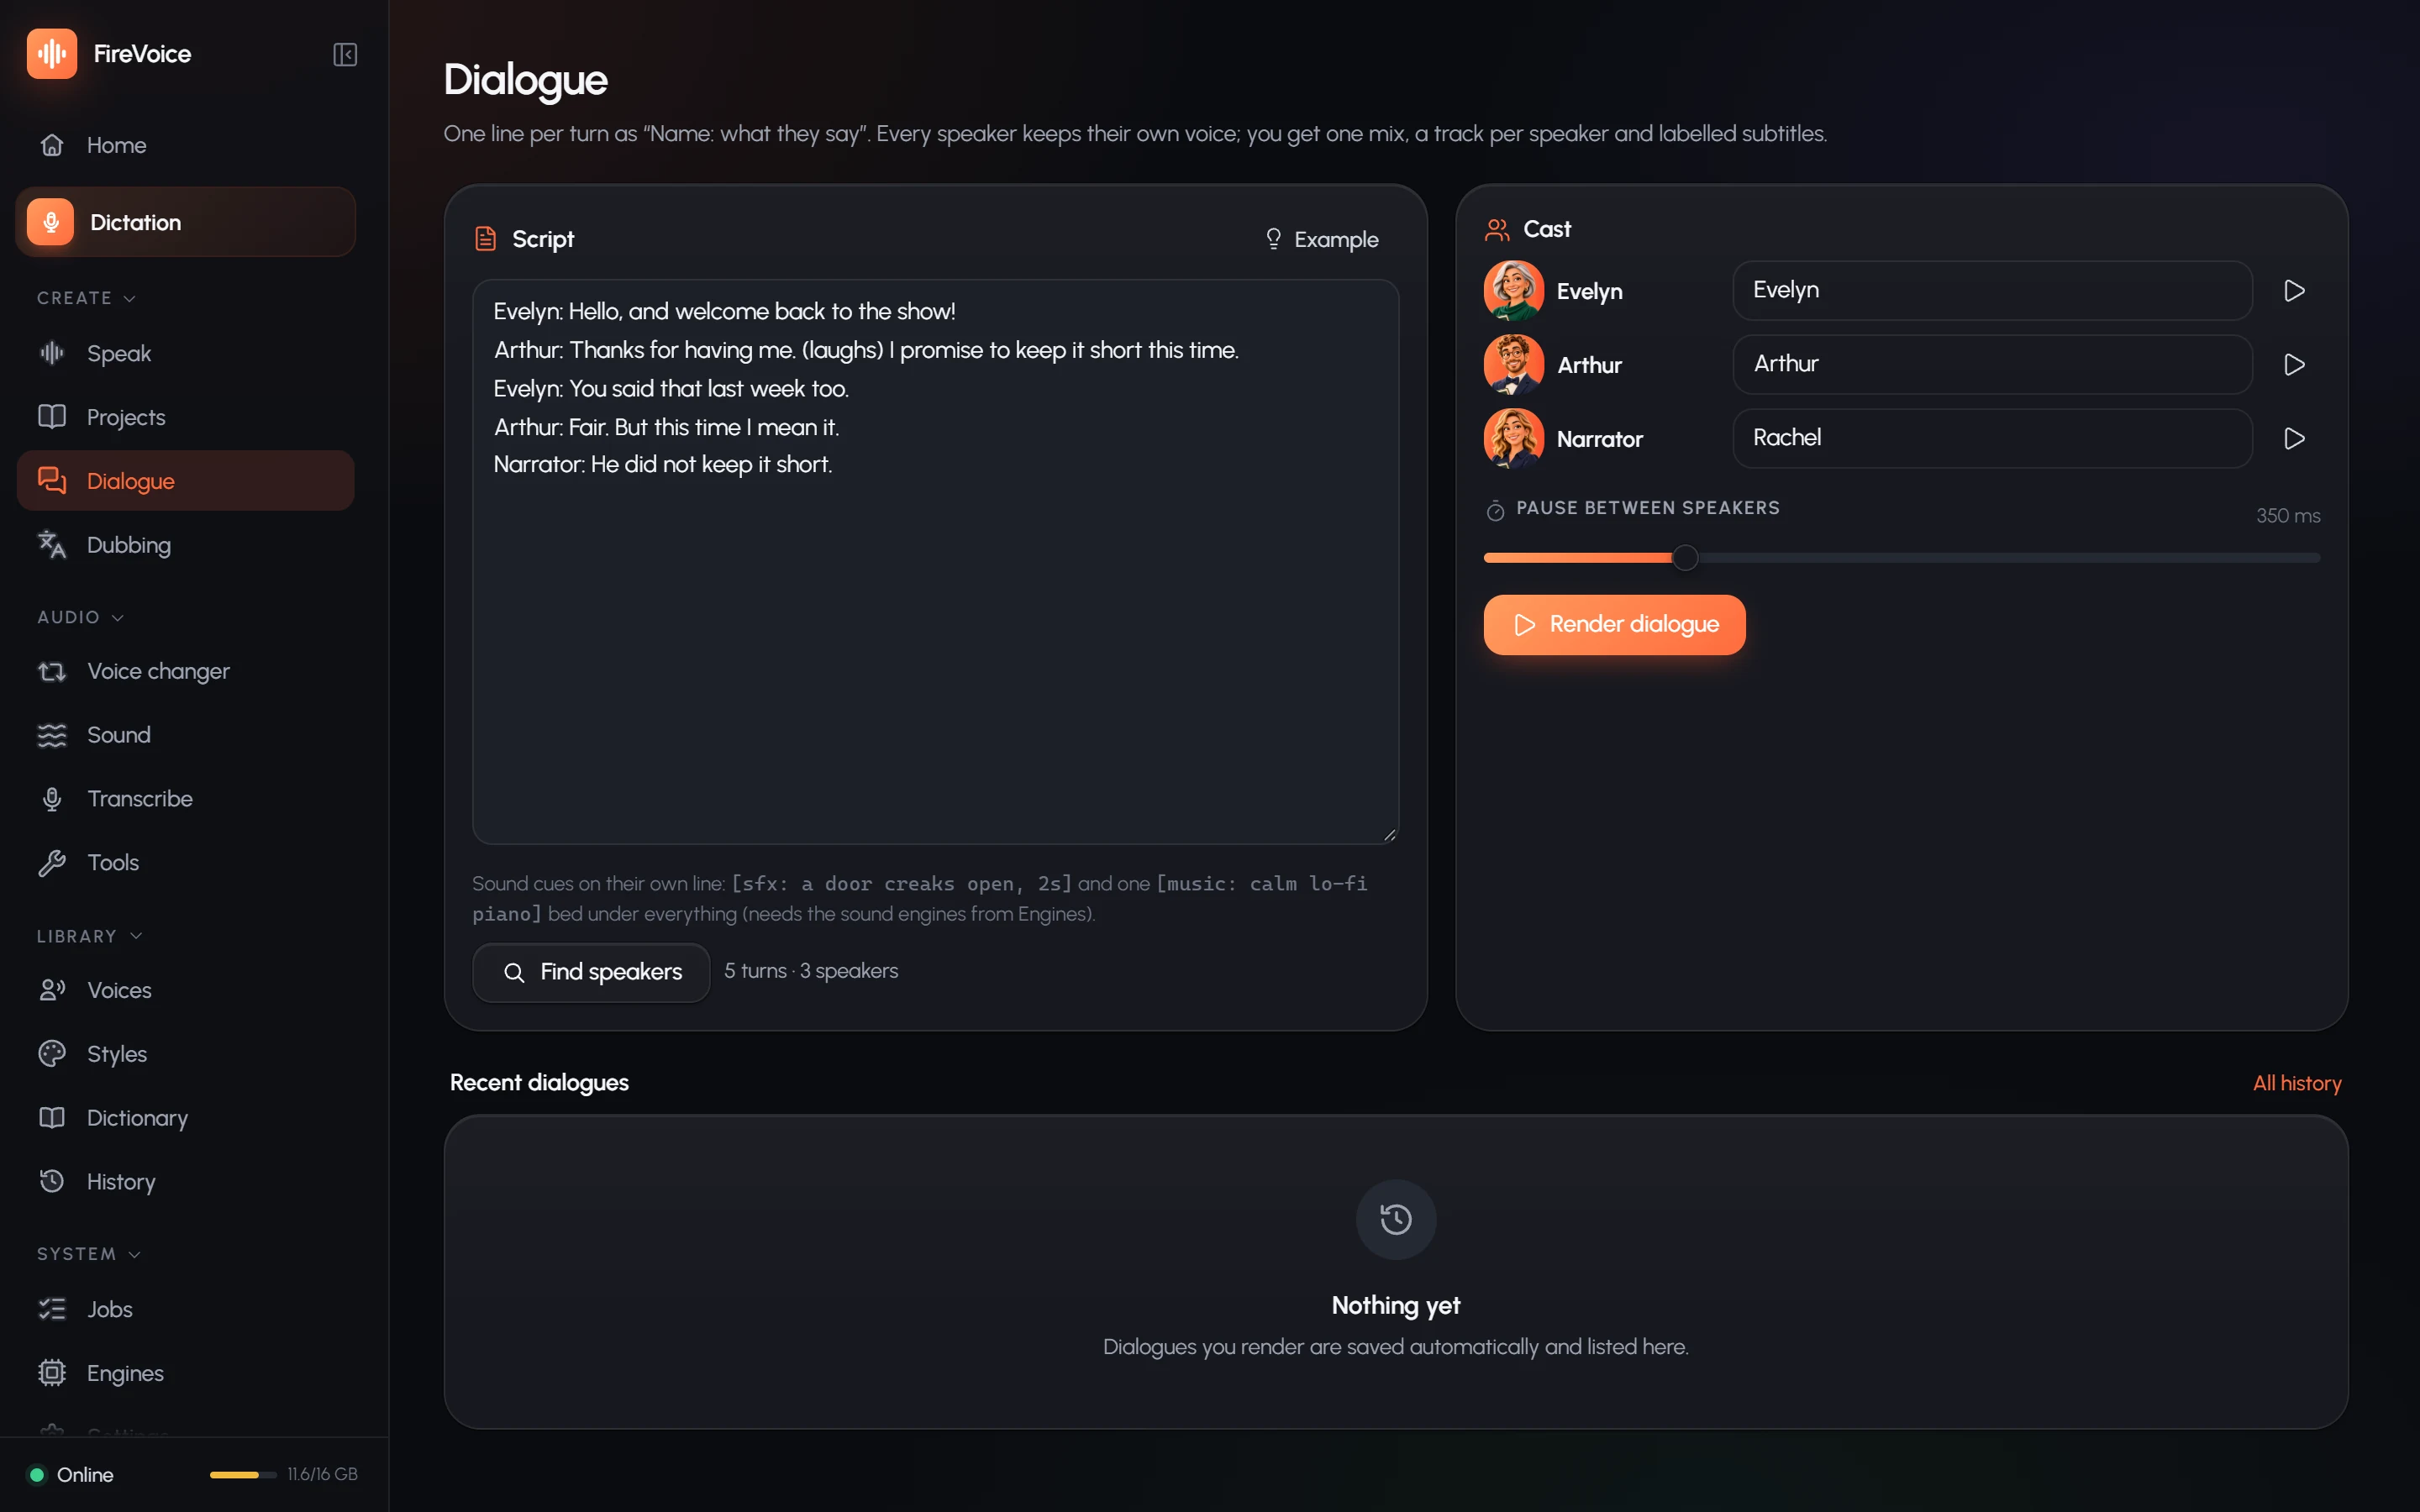 FireVoice
Home
Dictation
CREATE
Speak
Projects
Dialogue
Dubbing
AUDIO
Voice changer
Sound
Transcribe
Tools
LIBRARY
Voices
Styles
Dictionary
History
SYSTEM
Jobs
Engines
Settings
Online
11.6/16 GB
Dialogue
One line per turn as “Name: what they say”. Every speaker keeps their own voice; you get one mix, a track per speaker and labelled subtitles.
Script
Example
Evelyn: Hello, and welcome back to the show!
Arthur: Thanks for having me. (laughs) I promise to keep it short this time.
Evelyn: You said that last week too.
Arthur: Fair. But this time I mean it.
Narrator: He did not keep it short.
Sound cues on their own line: [sfx: a door creaks open, 2s] and one [music: calm lo-fi
piano] bed under everything (needs the sound engines from Engines).
Find speakers
5 turns · 3 speakers
Cast
Evelyn
Evelyn
Arthur
Arthur
Narrator
Rachel
PAUSE BETWEEN SPEAKERS
350 ms
Render dialogue
Recent dialogues
All history
Nothing yet
Dialogues you render are saved automatically and listed here.